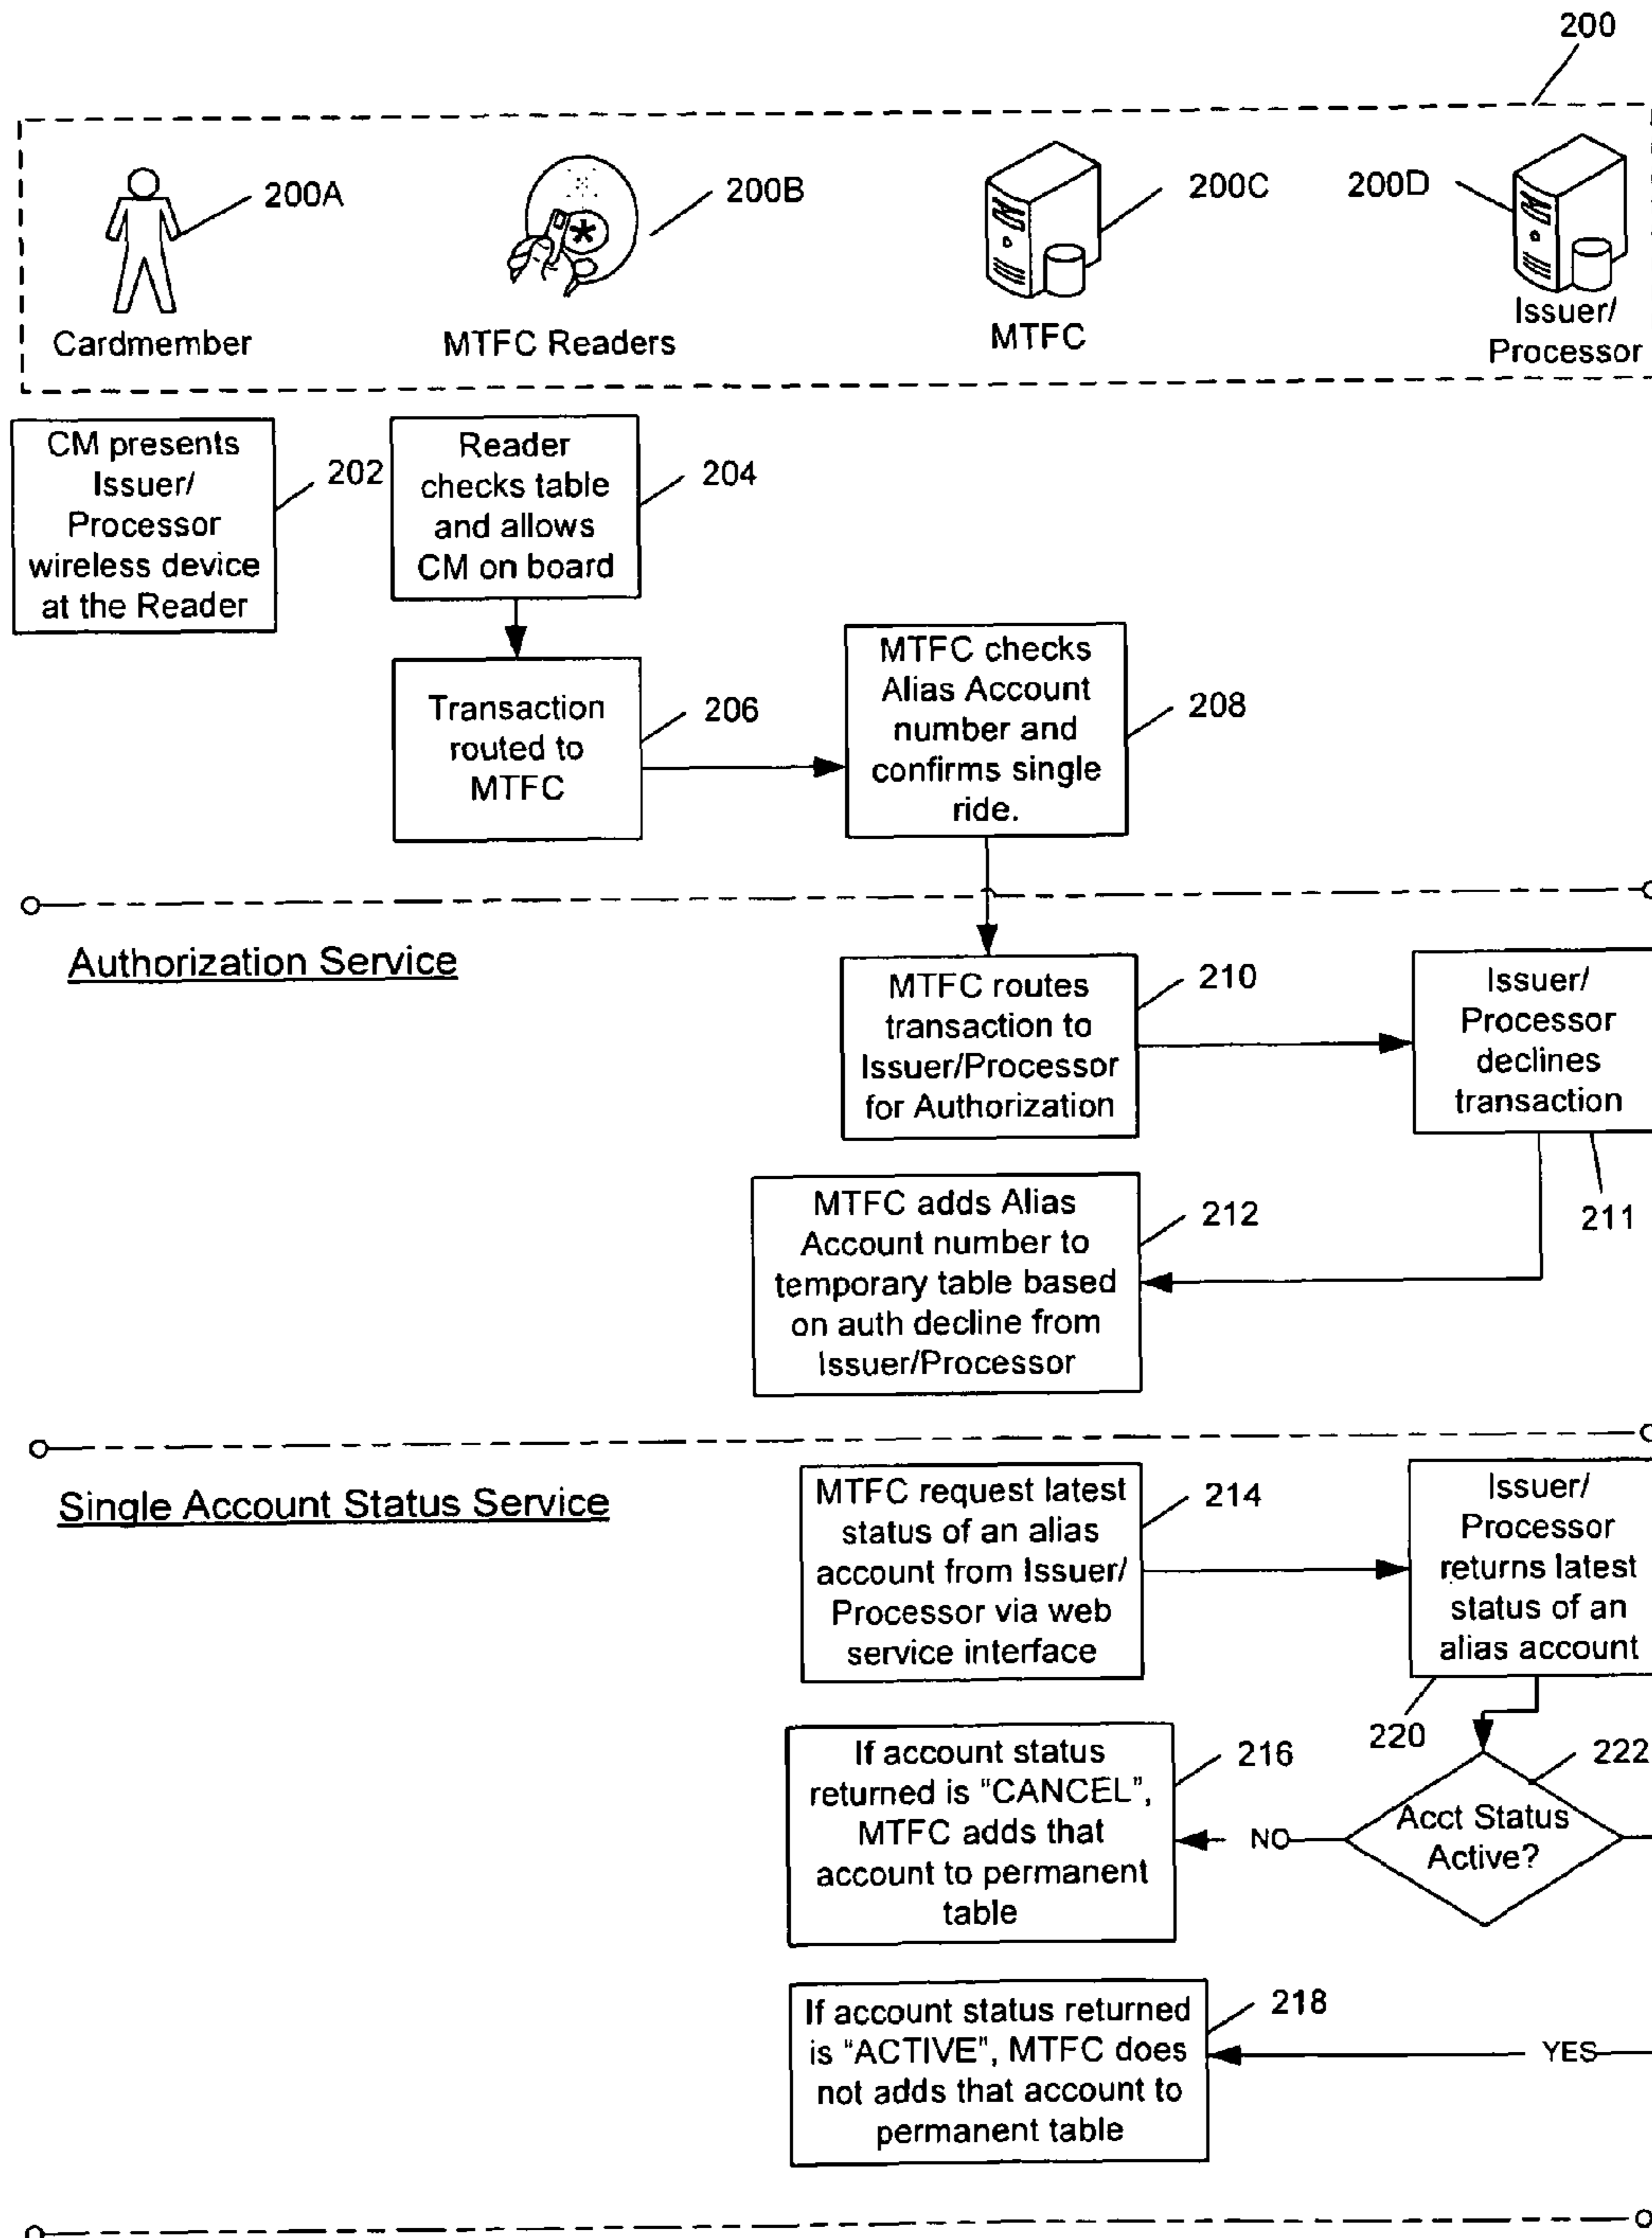 200
200A
200B
200C
200D
Cardmember
MTFC Readers
MTFC
Issuer/
Processor
CM presents
Issuer/
Processor
wireless device
at the Reader
202
Reader
checks table
and allows
CM on board
204
Transaction
routed to
MTFC
206
MTFC checks
Alias Account
number and
confirms single
ride.
208
Authorization Service
MTFC routes
transaction to
Issuer/Processor
for Authorization
210
Issuer/
Processor
declines
transaction
211
MTFC adds Alias
Account number to
temporary table based
on auth decline from
Issuer/Processor
212
Single Account Status Service
MTFC request latest
status of an alias
account from Issuer/
Processor via web
service interface
214
Issuer/
Processor
returns latest
status of an
alias account
220
If account status
returned is "CANCEL",
MTFC adds that
account to permanent
table
216
NO
Acct Status
Active?
222
If account status returned
is "ACTIVE", MTFC does
not adds that account to
permanent table
218
YES